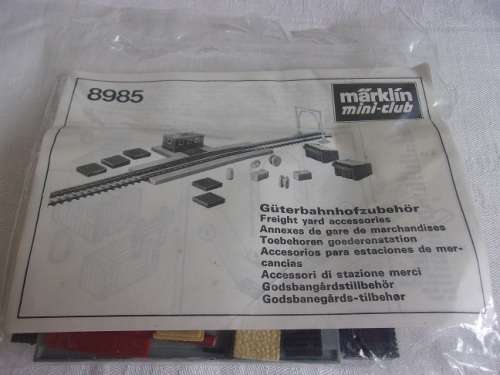 8985
märklin
mini-club
Güterbahnhofzubehör
Freight yard accessories
Annexes de gare de marchandises
Toebehoren goederenstation
Accesorios para estaciones de mer-
cancias
Accessori di stazione merci
Godsbangårdstillbehör
Godsbanegårds-tilbehør